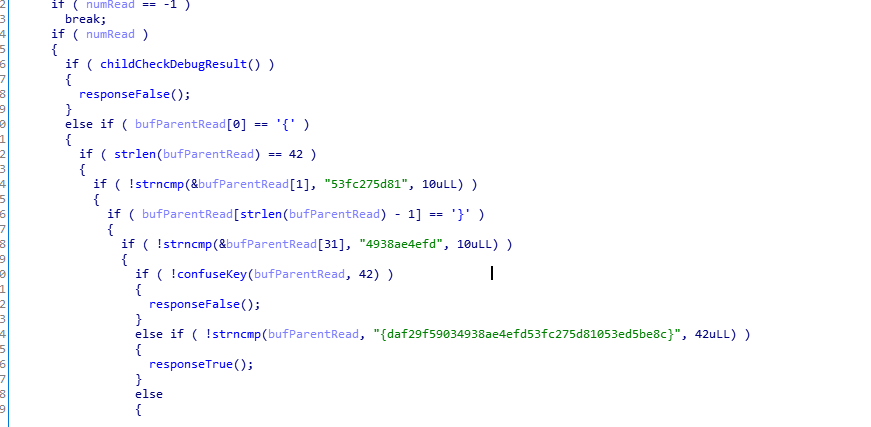 2 if ( numRead == -1 )
3 break;
4 if ( numRead )
5 {
6 if ( childCheckDebugResult() )
7 {
8 responseFalse();
9 }
0 else if ( bufParentRead[0] == '{' )
1 {
2 if ( strlen(bufParentRead) == 42 )
3 {
4 if ( !strncmp(&bufParentRead[1], "53fc275d81", 10uLL) )
5 {
6 if ( bufParentRead[strlen(bufParentRead) - 1] == '}' )
7 {
8 if ( !strncmp(&bufParentRead[31], "4938ae4efd", 10uLL) )
9 {
0 if ( !confuseKey(bufParentRead, 42) )
1 {
2 responseFalse();
3 }
4 else if ( !strncmp(bufParentRead, "{daf29f59034938ae4efd53fc275d81053ed5be8c}", 42uLL) )
5 {
6 responseTrue();
7 }
8 else
9 {